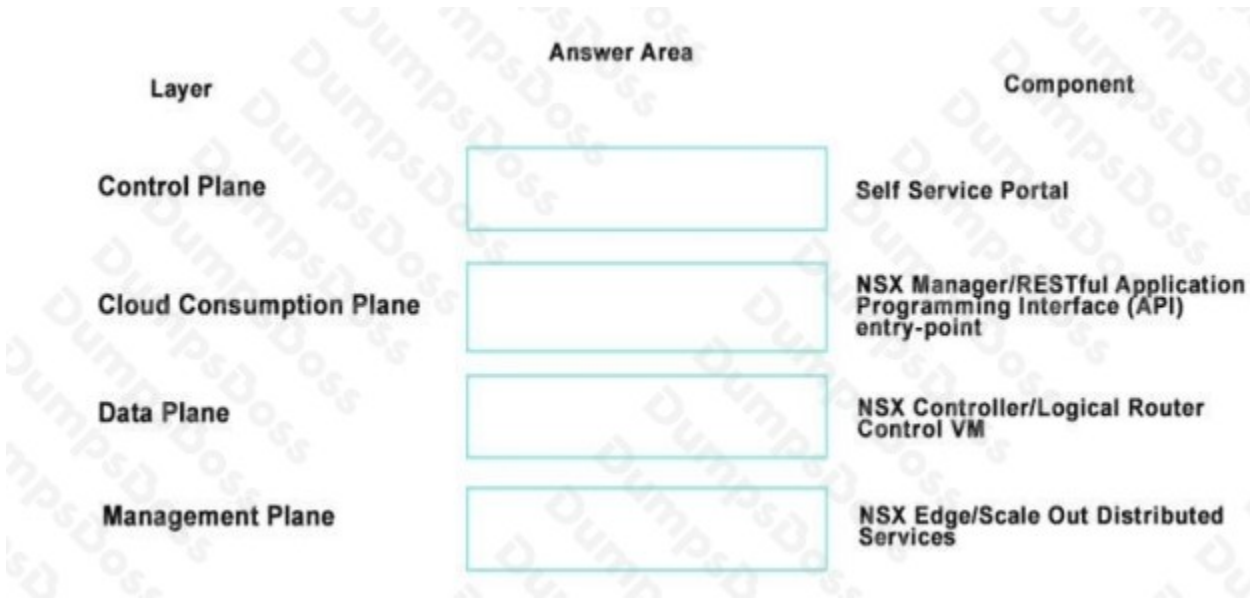 Answer Area
Layer
Component
Control Plane
Self Service Portal
Cloud Consumption Plane
NSX Manager/RESTful Application
Programming Interface (API)
entry-point
Data Plane
NSX Controller/Logical Router
Control VM
Management Plane
NSX Edge/Scale Out Distributed
Services
DumpsDoss